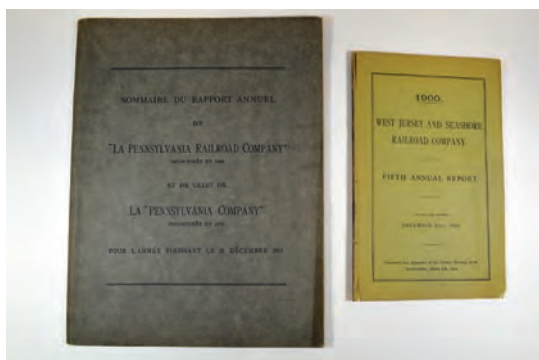 SOMMAIRE DU RAPPORT ANNUEL
DE
"LA PENNSYLVANIA RAILROAD COMPANY"
ET DE CELLE DE
LA "PENNSYLVANIA COMPANY"
POUR L'ANNÉE FINISSANT LE 31 DÉCEMBRE
1900.
WEST JERSEY AND SEASHORE
RAILROAD COMPANY
FIFTH ANNUAL REPORT
DECEMBER 31st, 1900